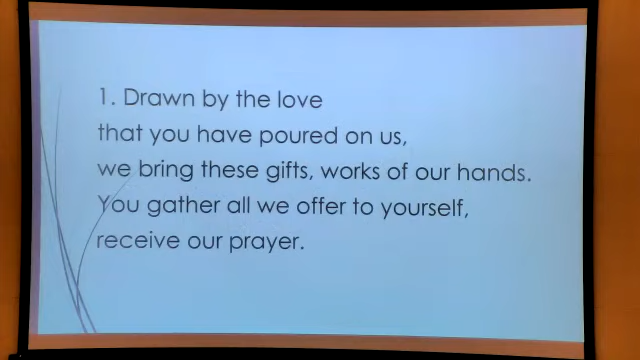 1. Drawn by the love
that you have poured on us,
we bring these gifts, works of our hands.
You gather all we offer to yourself,
receive our prayer.